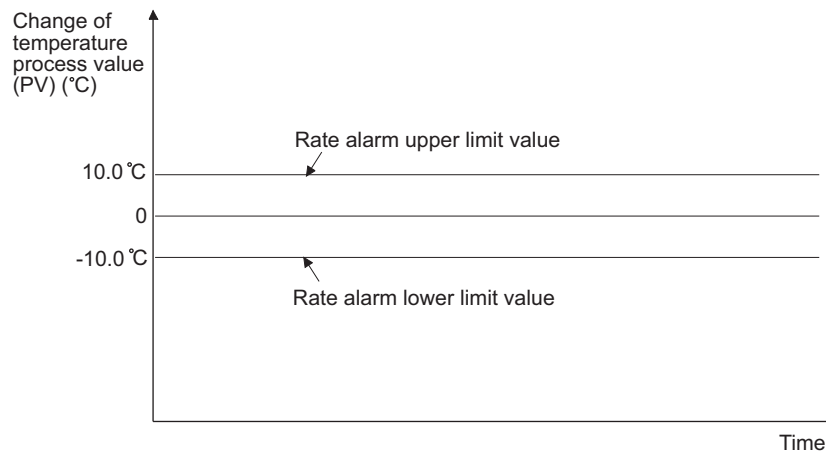 Change of
temperature
process value
(PV) (℃)
Rate alarm upper limit value
10.0℃
0
-10.0℃
Rate alarm lower limit value
Time